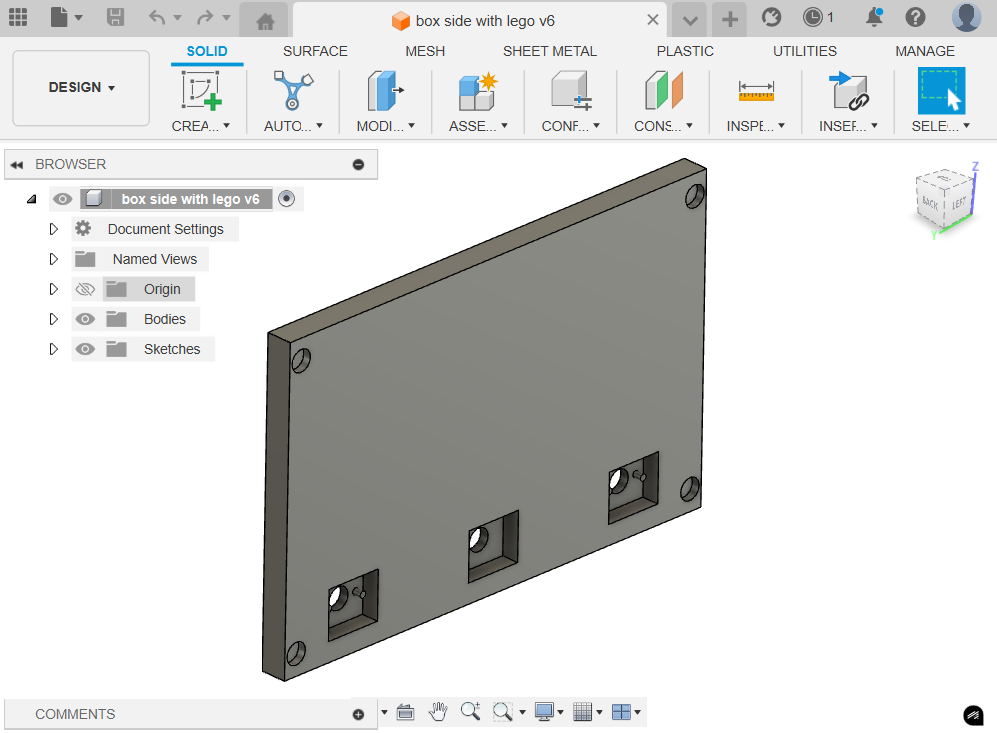 box side with lego v6
1
SOLID SURFACE MESH SHEET METAL PLASTIC UTILITIES MANAGE
DESIGN
CREA... AUTO... MODI... ASSE... CONF... CONS... INSPE... INSEF... SELE...
BROWSER
box side with lego v6
Document Settings
Named Views
Origin
Bodies
Sketches
BACK LEFT
Z
Y
COMMENTS